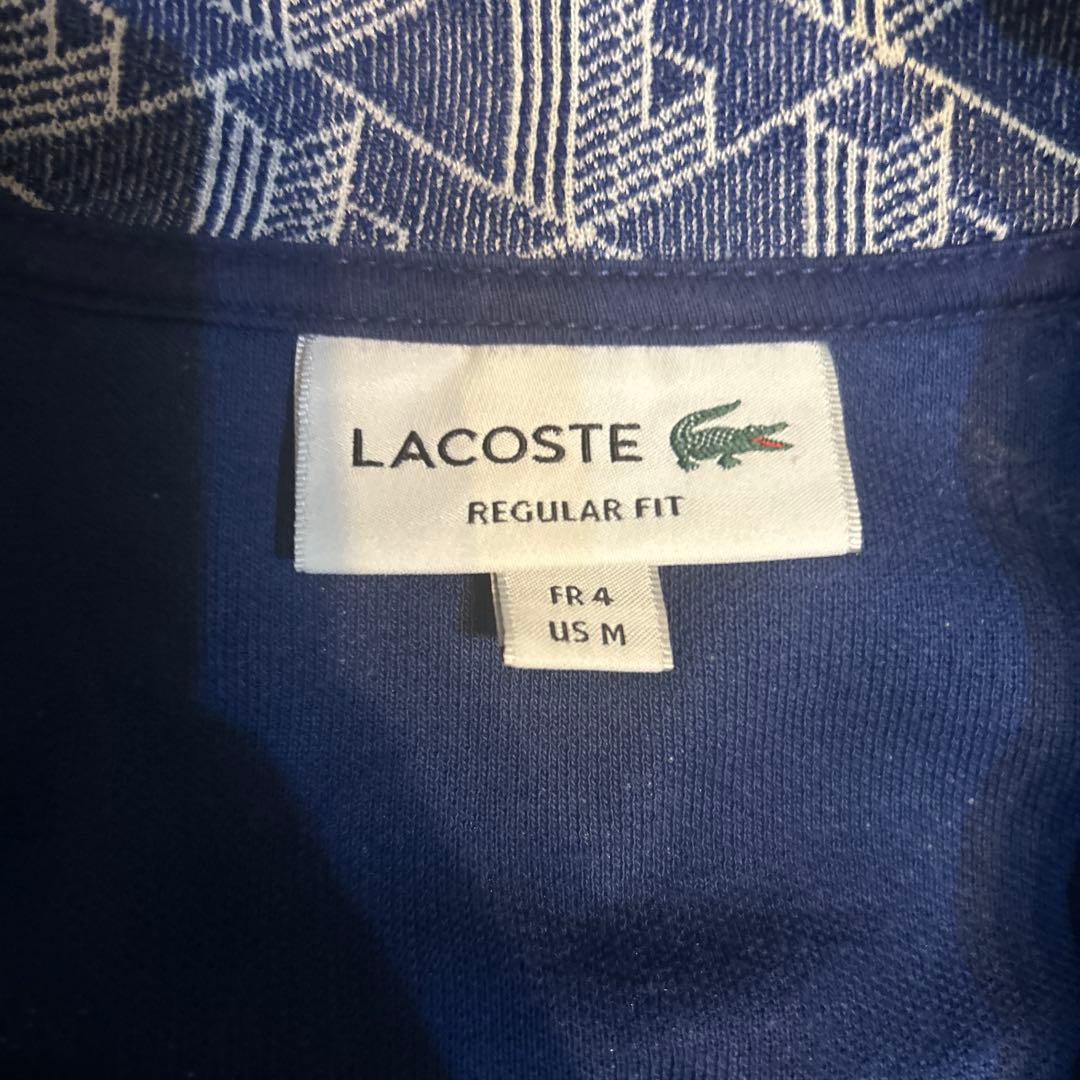 LACOSTE
REGULAR FIT
FR 4
US M